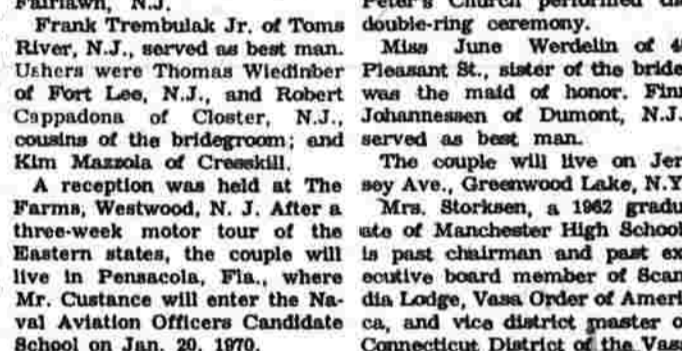 Fairlawn, N.J.
Frank Trembulak Jr. of Toms
River, N.J., served as best man.
Ushers were Thomas Wiedinber
of Fort Lee, N.J., and Robert
Cappadona of Closter, N.J.,
cousins of the bridegroom; and
Kim Mazzola of Cresskill.
A reception was held at The
Farms, Westwood, N. J. After a
three-week motor tour of the
Eastern states, the couple will
live in Pensacola, Fla., where
Mr. Custance will enter the Na-
val Aviation Officers Candidate
School on Jan. 20, 1970.
Peter's Church performed
double-ring ceremony.
Miss June Werdelin of
Pleasant St., sister of the bride
was the maid of honor.
Johannessen of Dumont, N.J.
served as best man.
The couple will live on Jer
sey Ave., Greenwood Lake, N.Y
Mrs. Storksen, a 1962 gradu
ate of Manchester High School
is past chairman and past ex
ecutive board member of Scan
dia Lodge, Vasa Order of Ameri
ca, and vice district master o
Connecticut District of the Vasa